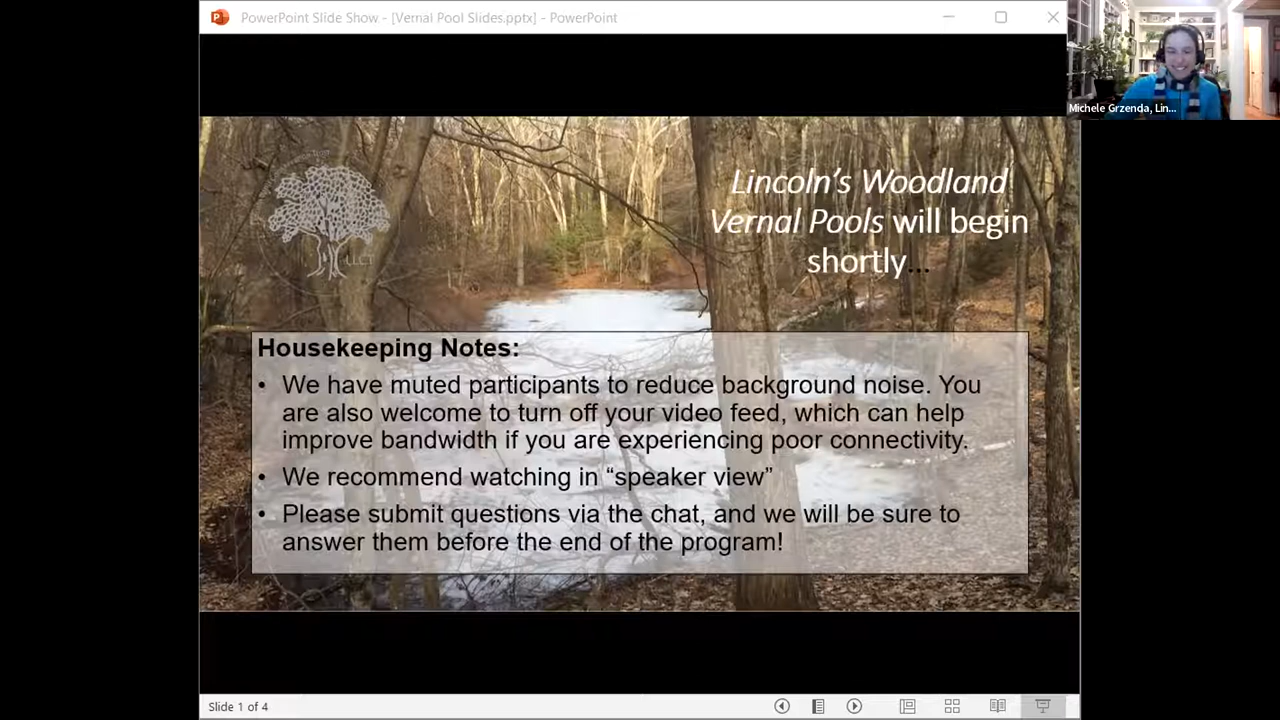 PowerPoint Slide Show - [Vernal Pool Slides.pptx] - PowerPoint
Michele Grzenda, Lin...
Lincoln's Woodland
Vernal Pools will begin
shortly...
LLCT
Housekeeping Notes:
• We have muted participants to reduce background noise. You
are also welcome to turn off your video feed, which can help
improve bandwidth if you are experiencing poor connectivity.
• We recommend watching in “speaker view”
• Please submit questions via the chat, and we will be sure to
answer them before the end of the program!
Slide 1 of 4